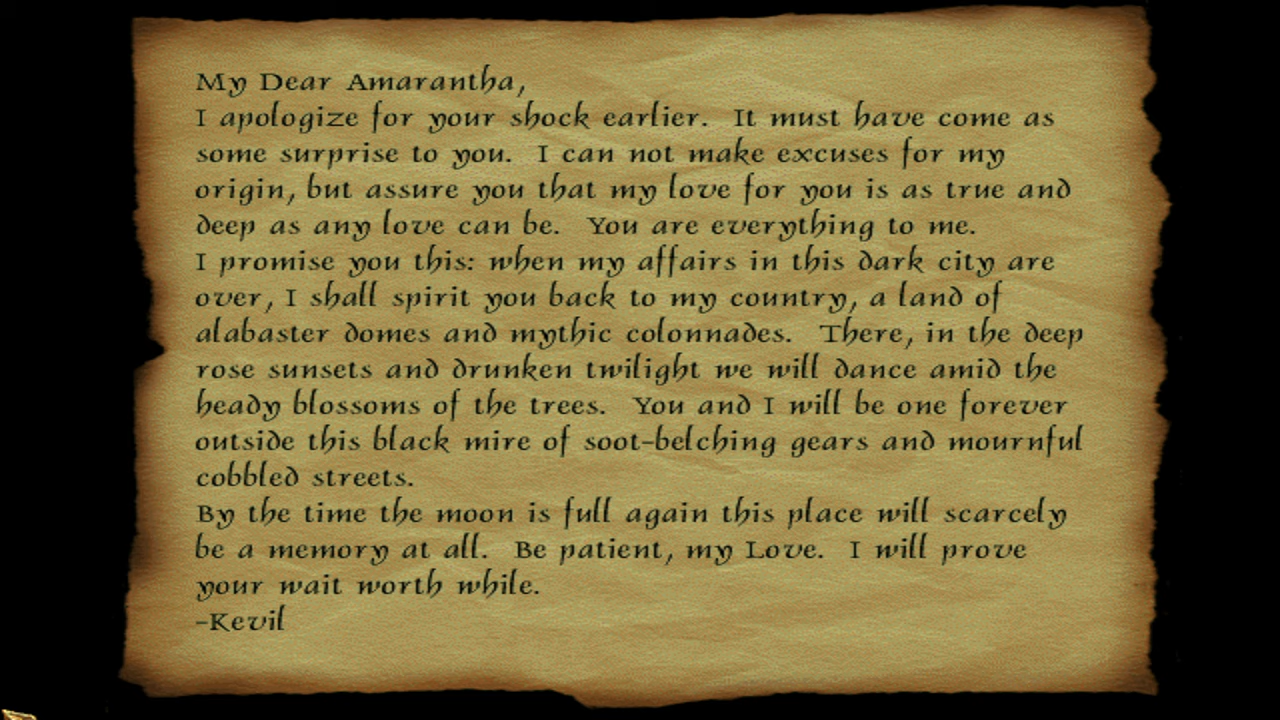 My Dear Amarantha,
I apologize for your shock earlier.  It must have come as
some surprise to you.  I can not make excuses for my
origin, but assure you that my love for you is as true and
deep as any love can be.  You are everything to me.
I promise you this: when my affairs in this dark city are
over, I shall spirit you back to my country, a land of
alabaster domes and mythic colonnades.  There, in the deep
rose sunsets and drunken twilight we will dance amid the
heady blossoms of the trees.  You and I will be one forever
outside this black mire of soot-belching gears and mournful
cobbled streets.
By the time the moon is full again this place will scarcely
be a memory at all.  Be patient, my Love.  I will prove
your wait worth while.
-Kevil